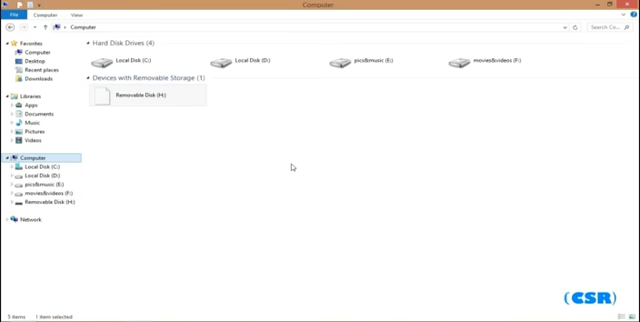 Computer
File Computer View
Computer
Search Co...
Favorites
Computer
Desktop
Recent places
Downloads
Libraries
Apps
Documents
Music
Pictures
Videos
Computer
Local Disk (C:)
Local Disk (D:)
pics&music (E:)
movies&videos (F:)
Removable Disk (H:)
Network
Hard Disk Drives (4)
Local Disk (C:) Local Disk (D:) pics&music (E:) movies&videos (F:)
Devices with Removable Storage (1)
Removable Disk (H:)
(CSR)
5 items 1 item selected